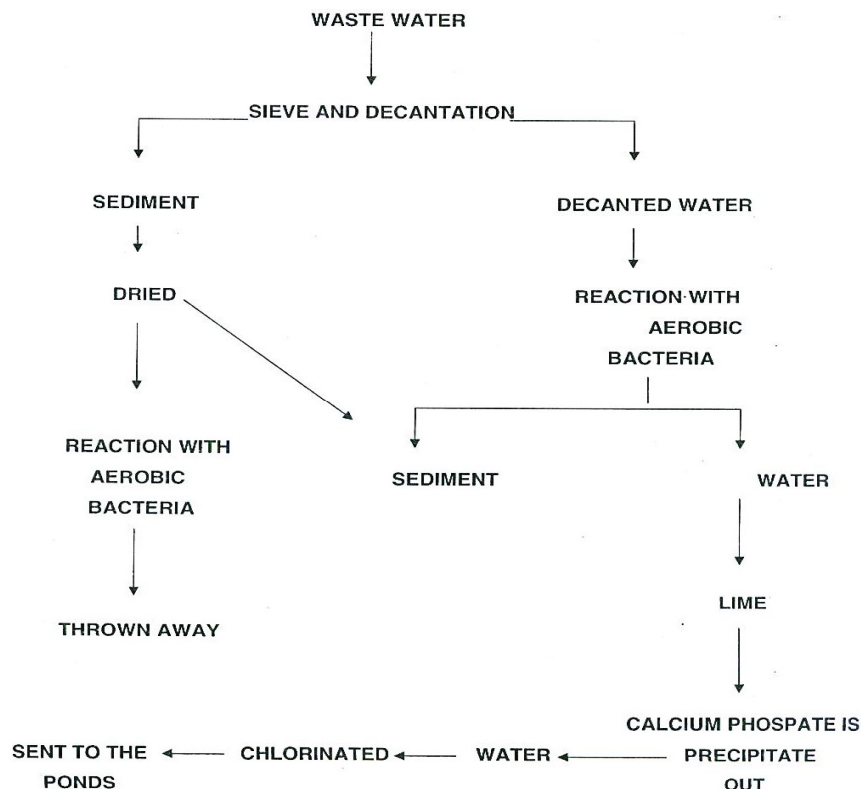 WASTE WATER
SIEVE AND DECANTATION
SEDIMENT
DECANTED WATER
DRIED
REACTION WITH
AEROBIC
BACTERIA
REACTION WITH
AEROBIC
BACTERIA
SEDIMENT
WATER
THROWN AWAY
LIME
CALCIUM PHOSPATE IS
PRECIPITATE
OUT
WATER
CHLORINATED
SENT TO THE
PONDS